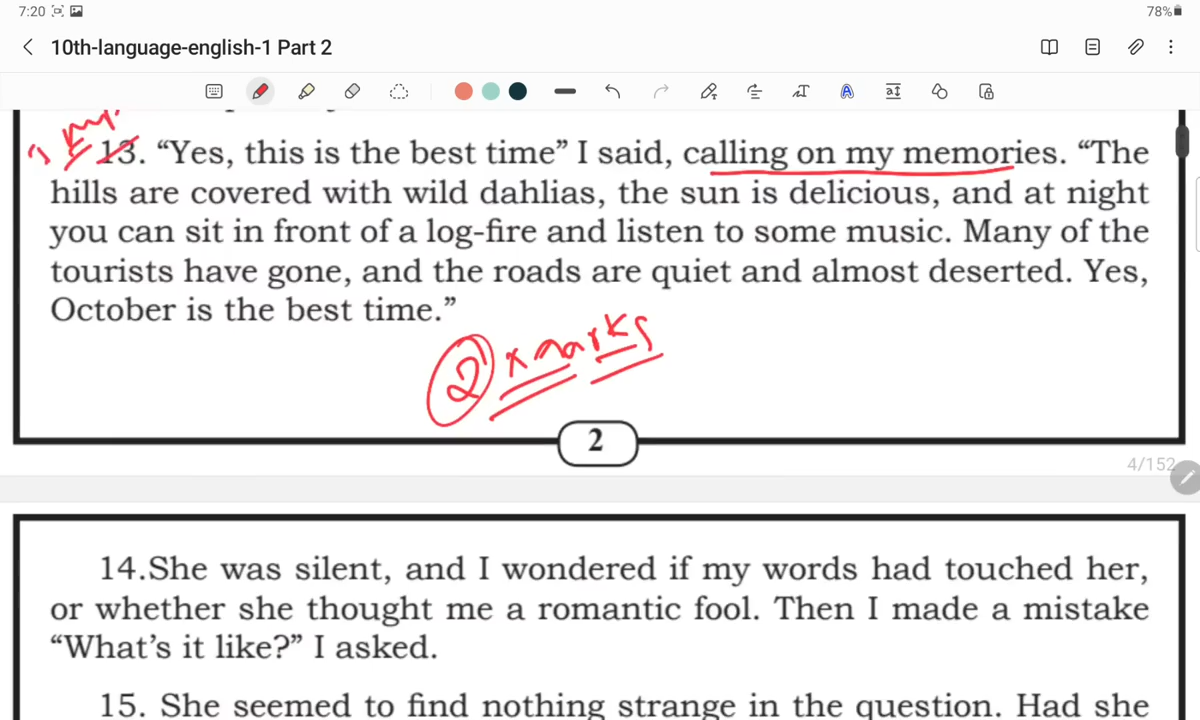 7:20
78%
10th-language-english-1 Part 2
13. “Yes, this is the best time” I said, calling on my memories. “The
hills are covered with wild dahlias, the sun is delicious, and at night
you can sit in front of a log-fire and listen to some music. Many of the
tourists have gone, and the roads are quiet and almost deserted. Yes,
October is the best time.”
2 marks
2
4/152
14.She was silent, and I wondered if my words had touched her,
or whether she thought me a romantic fool. Then I made a mistake
“What’s it like?” I asked.
15. She seemed to find nothing strange in the question. Had she